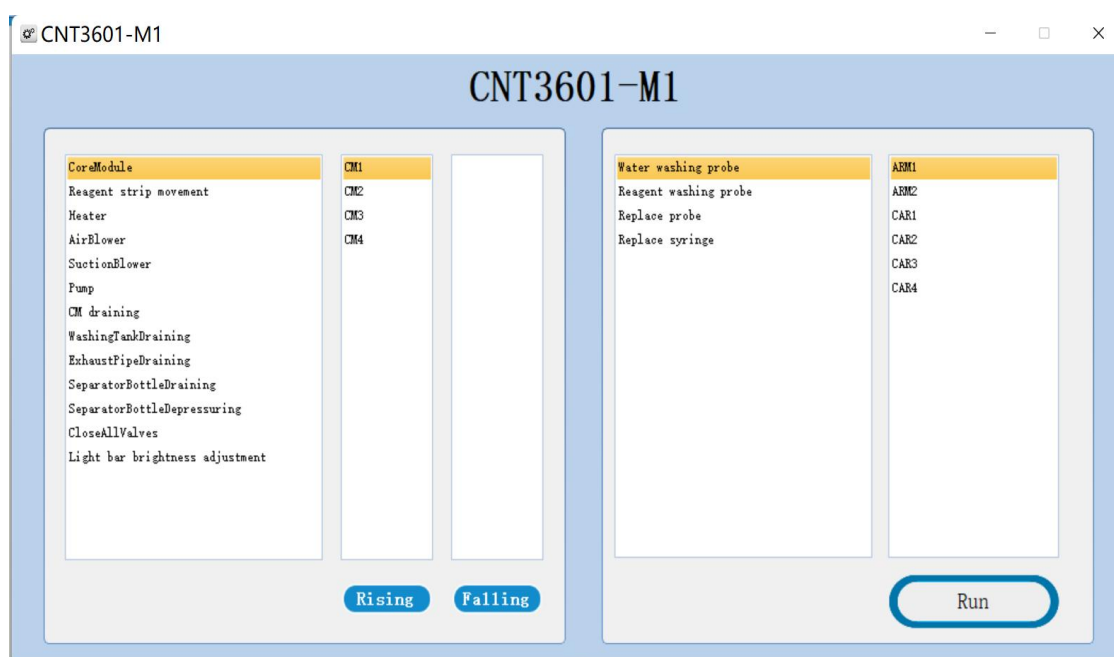 CNT3601-M1
CNT3601-M1
CoreModule
Reagent strip movement
Heater
AirBlower
SuctionBlower
Pump
CM draining
WashingTankDraining
ExhaustPipeDraining
SeparatorBottleDraining
SeparatorBottleDepressuring
CloseAllValves
Light bar brightness adjustment
CM1
CM2
CM3
CM4
Rising
Falling
Water washing probe
Reagent washing probe
Replace probe
Replace syringe
ARM1
ARM2
CAR1
CAR2
CAR3
CAR4
Run